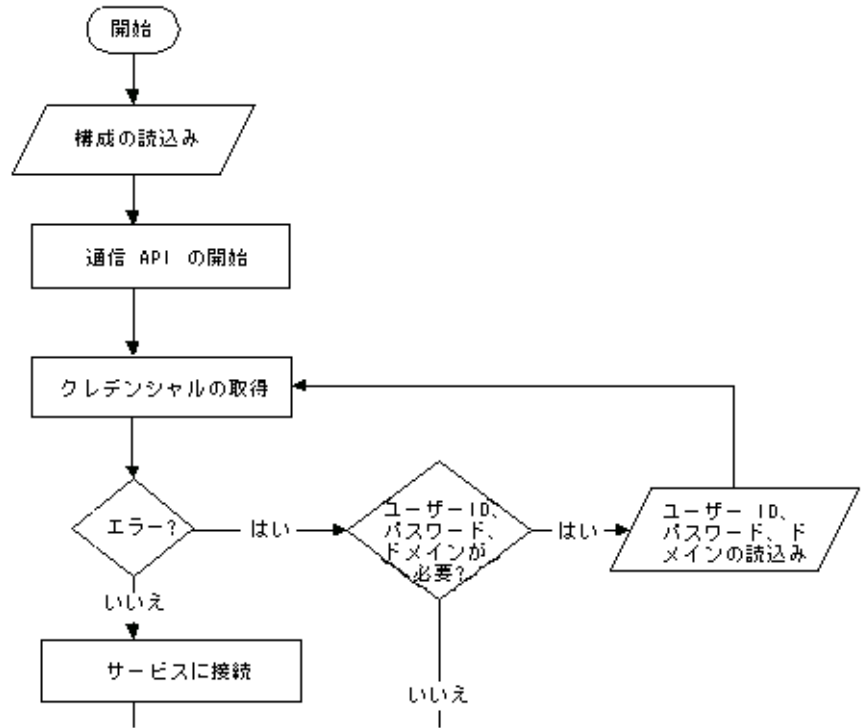 開始
構成の読込み
通信 API の開始
クレデンシャルの取得
エラー?
はい
ユーザーID、
パスワード、
ドメインが
必要?
はい
ユーザー ID、
パスワード、ド
メインの読込み
いいえ
サービスに接続
いいえ